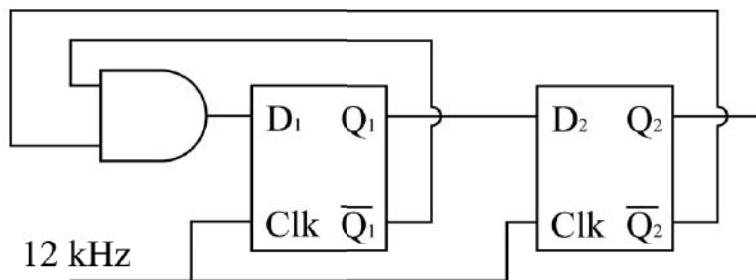 D₁ Q₁
Clk Q̅₁
D₂ Q₂
Clk Q̅₂
12 kHz